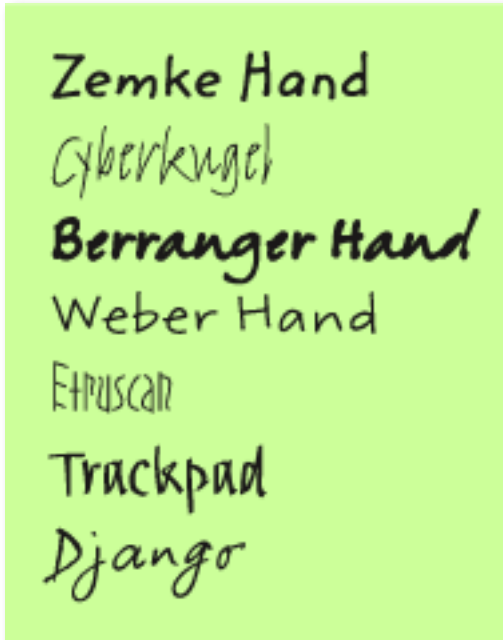 Zemke Hand
Cyberkugel
Berranger Hand
Weber Hand
Etruscan
Trackpad
Django